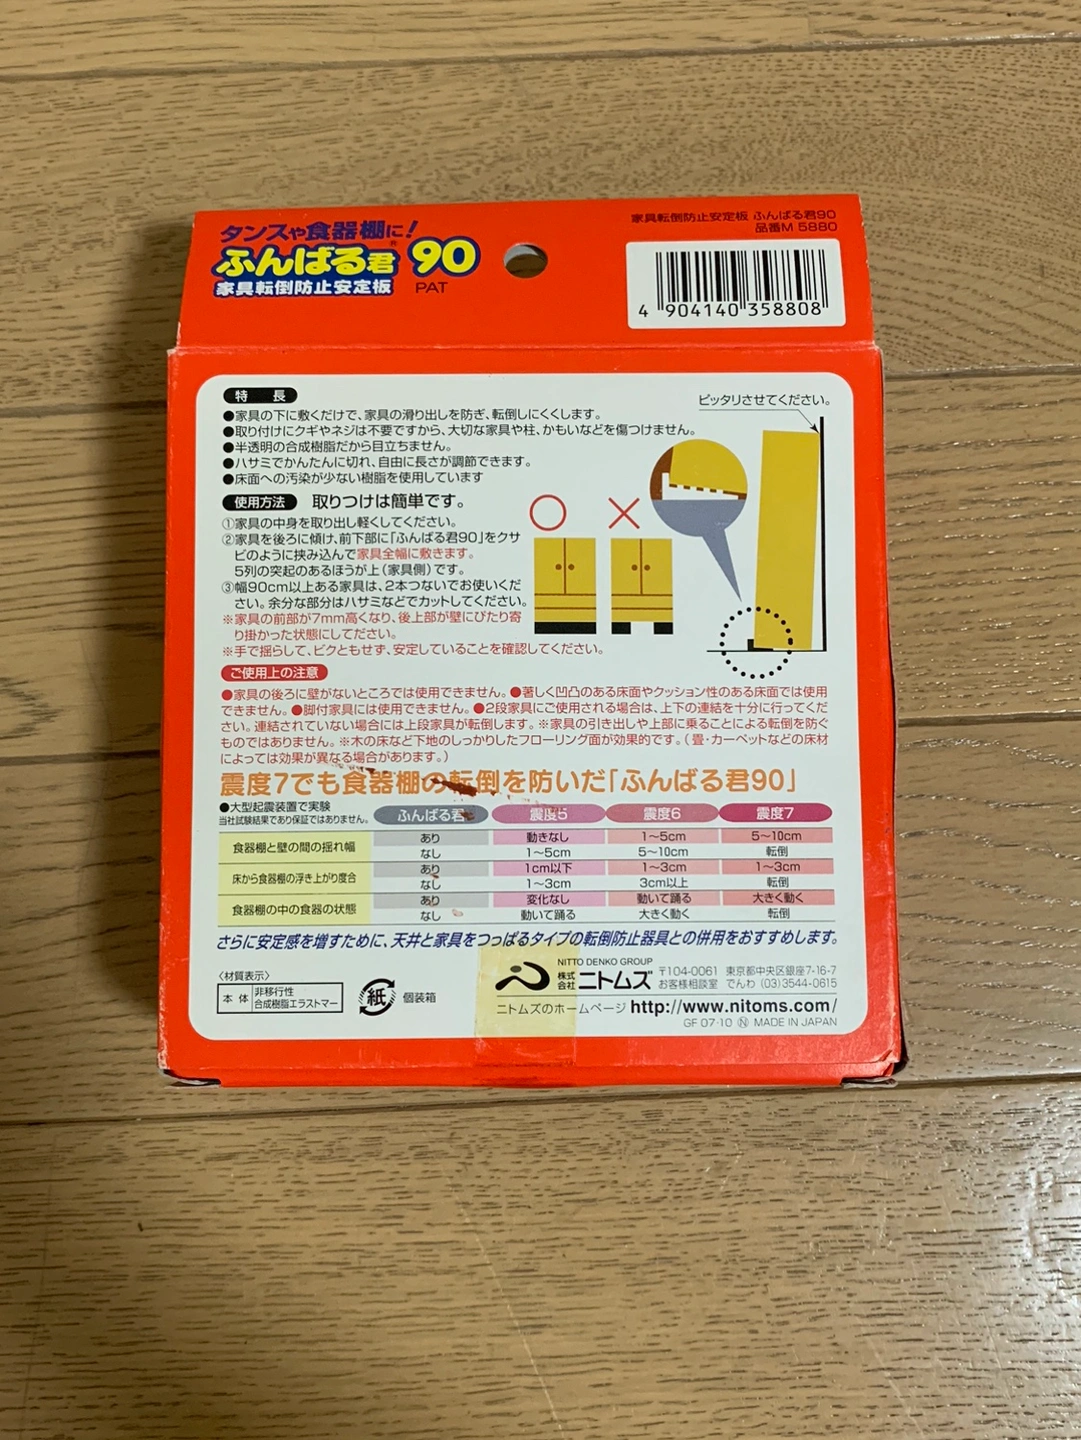 タンスや食器棚に!
ふんばる君®90
家具転倒防止安定板 PAT
家具転倒防止安定板 ふんばる君90
品番M 5880
4 904140 358808
特長
●家具の下に敷くだけで、家具の滑り出しを防ぎ、転倒しにくくします。
●取り付けにクギやネジは不要ですから、大切な家具や柱、かもいなどを傷つけません。
●半透明の合成樹脂だから目立ちません。
●ハサミでかんたんに切れ、自由に長さが調節できます。
●床面への汚染が少ない樹脂を使用しています
ピッタリさせてください。
使用方法 取りつけは簡単です。
①家具の中身を取り出し軽くしてください。
②家具を後ろに傾け、前下部に「ふんばる君90」をクサ
ビのように挟み込んで家具全幅に敷きます。
5列の突起のあるほうが上(家具側)です。
③幅90cm以上ある家具は、2本つないでお使いくだ
さい。余分な部分はハサミなどでカットしてください。
※家具の前部が7mm高くなり、後上部が壁にぴたり寄
り掛かった状態にしてださい。
※手で揺らして、ビクともせず、安定していることを確認してください。
ご使用上の注意
●家具の後ろに壁がないところでは使用できません。●著しく凹凸のある床面やクッション性のある床面では使用
できません。●脚付家具には使用できません。●2段家具にご使用される場合は、上下の連結を十分に行ってくだ
さい。連結されていない場合には上段家具が転倒します。※家具の引き出しや上部に乗ることによる転倒を防ぐ
ものではありません。※木の床など下地のしっかりしたフローリング面が効果的です。(畳・カーペットなどの床材
によっては効果が異なる場合があります。)
震度7でも食器棚の転倒を防いだ「ふんばる君90」
●大型起震装置で実験
当社試験結果であり保証ではありません。
ふんばる君 震度5 震度6 震度7
食器棚と壁の間の揺れ幅 あり 動きなし 1〜5cm 5〜10cm
なし 1〜5cm 5〜10cm 転倒
床から食器棚の浮き上がり度合 あり 1cm以下 1〜3cm 1〜3cm
なし 1〜3cm 3cm以上 転倒
食器棚の中の食器の状態 あり 変化なし 動いて踊る 大きく動く
なし 動いて踊る 大きく動く 転倒
さらに安定感を増すために、天井と家具をつっぱるタイプの転倒防止器具との併用をおすすめします。
〈材質表示〉
本体 非移行性
合成樹脂エラストマー
紙 個装箱
NITTO DENKO GROUP
株式会社 ニトムズ
〒104-0061 東京都中央区銀座7-16-7
お客様相談室 でんわ (03)3544-0615
ニトムズのホームページ http://www.nitoms.com/
GF 07·10 Ⓝ MADE IN JAPAN